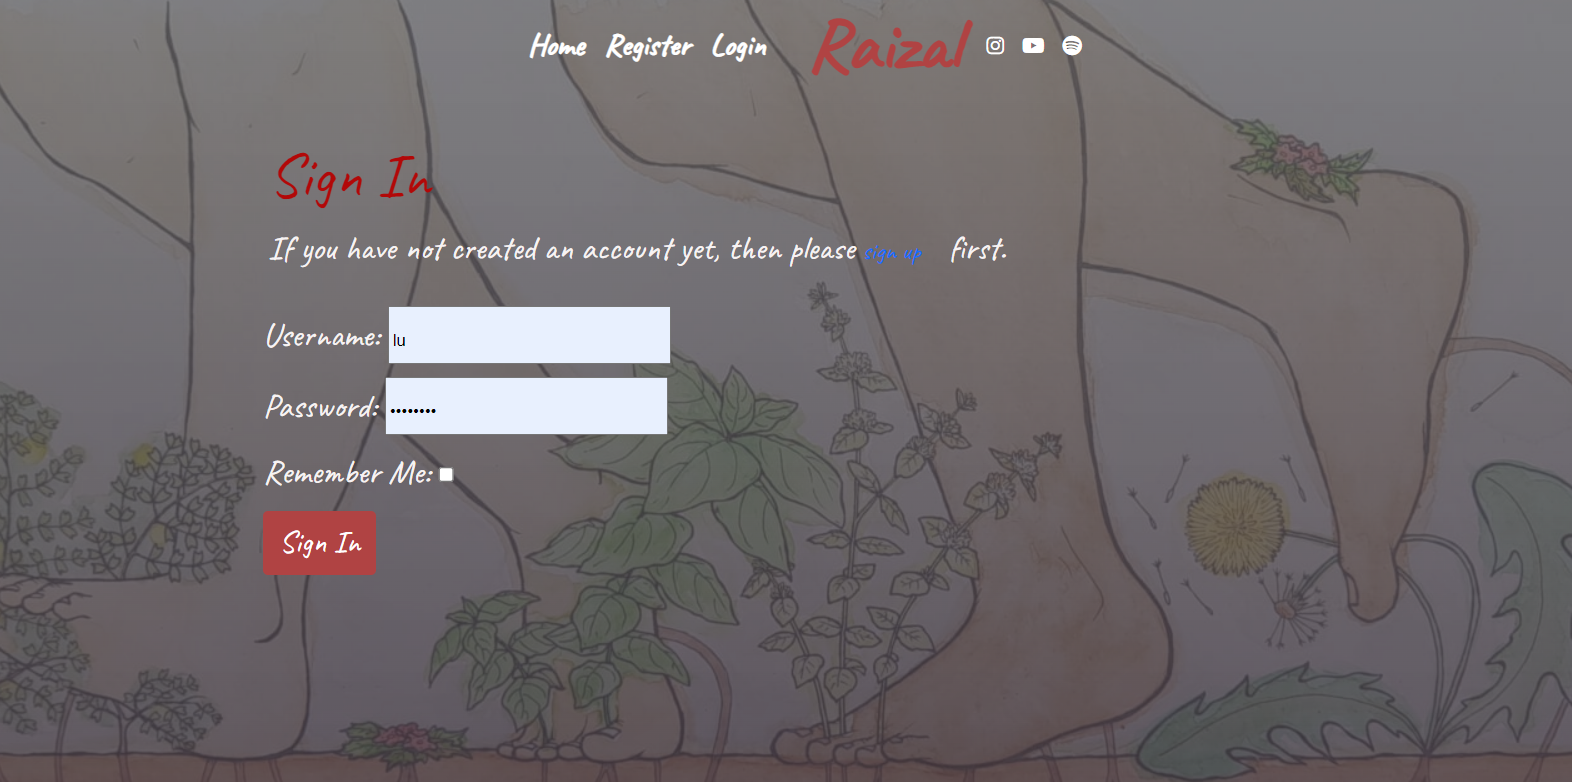 Home Register Login Raizal
Sign In
If you have not created an account yet, then please sign up first.
Username: lu
Password: ••••••••
Remember Me:
Sign In